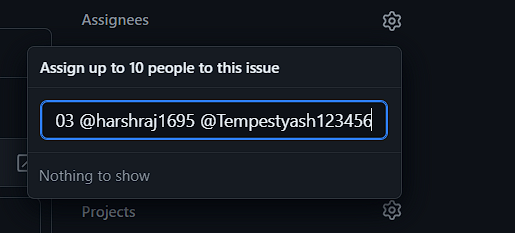 Assignees
Assign up to 10 people to this issue
03 @harshraj1695 @Tempestyash123456
Nothing to show
Projects